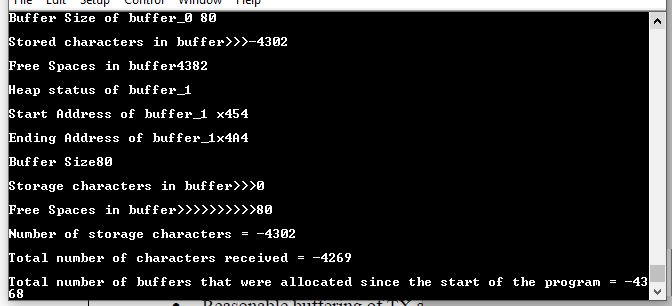 File Edit Setup Control Window Help
Buffer Size of buffer_0 80
Stored characters in buffer>>>-4302
Free Spaces in buffer4382
Heap status of buffer_1
Start Address of buffer_1 x454
Ending Address of buffer_1x4A4
Buffer Size80
Storage characters in buffer>>>0
Free Spaces in buffer>>>>>>>>>>80
Number of storage characters = -4302
Total number of characters received = -4269
Total number of buffers that were allocated since the start of the program = -43
68
Reasonable buffering of TX s